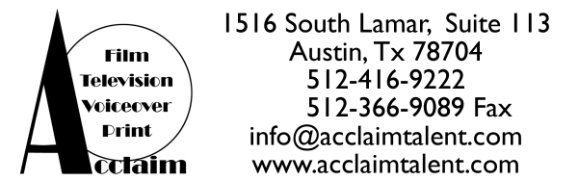 Film
Television
Voiceover
Print
Acclaim
1516 South Lamar, Suite 113
Austin, Tx 78704
512-416-9222
512-366-9089 Fax
info@acclaimtalent.com
www.acclaimtalent.com